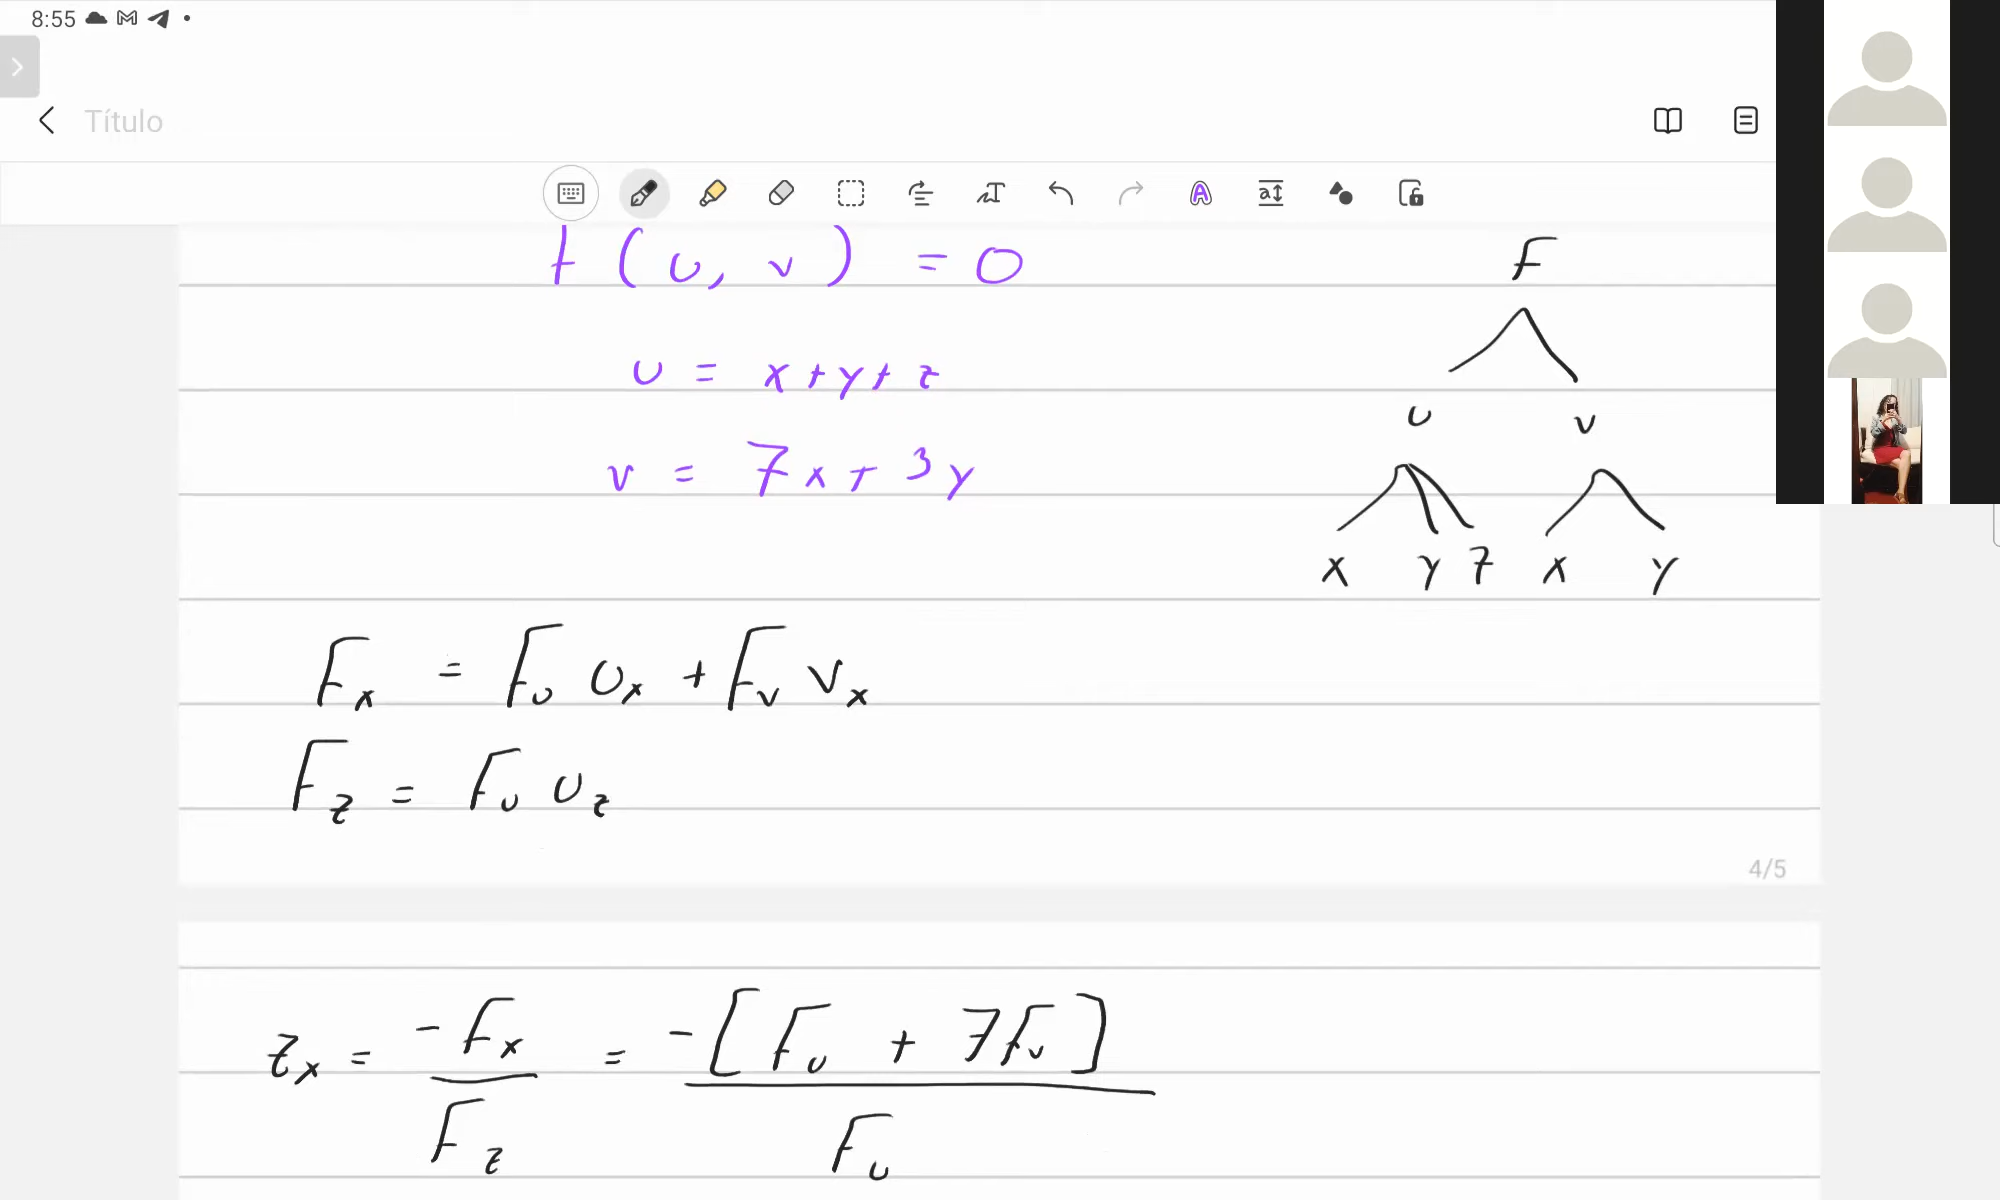 8:55
Título
F(u, v) = 0
u = x+y+z
v = 7x+3y
F
u v
x y z x y
Fx = Fu ux + Fv vx
Fz = Fu uz
4/5
zx = -Fx / Fz = -[Fu + 7Fv] / Fu